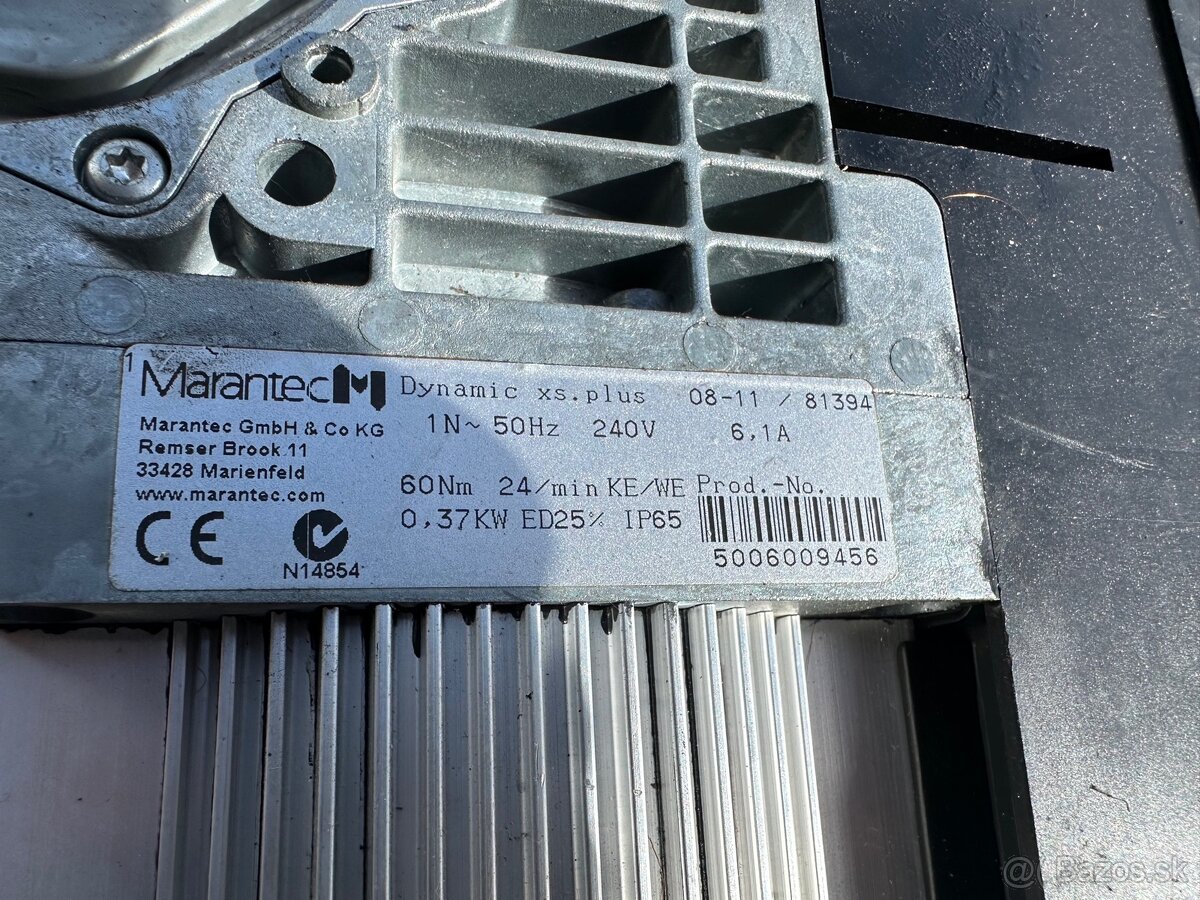 1
Marantec
Marantec GmbH & Co KG
Remser Brook 11
33428 Marienfeld
www.marantec.com
CE
N14854
Dynamic xs.plus 08-11 / 81394
1N~ 50Hz 240V 6,1A
60Nm 24/min KE/WE Prod.-No.
0,37KW ED25% IP65
5006009456
@Bazos.sk